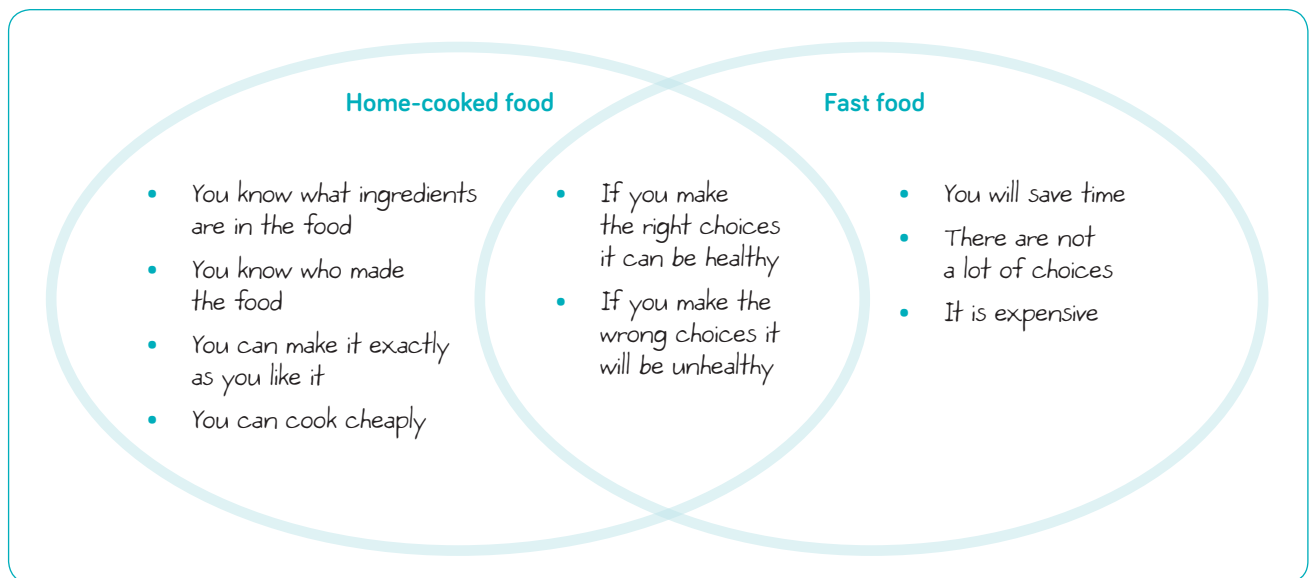 Home-cooked food
• You know what ingredients
are in the food
• You know who made
the food
• You can make it exactly
as you like it
• You can cook cheaply
• If you make
the right choices
it can be healthy
• If you make the
wrong choices it
will be unhealthy
Fast food
• You will save time
• There are not
a lot of choices
• It is expensive